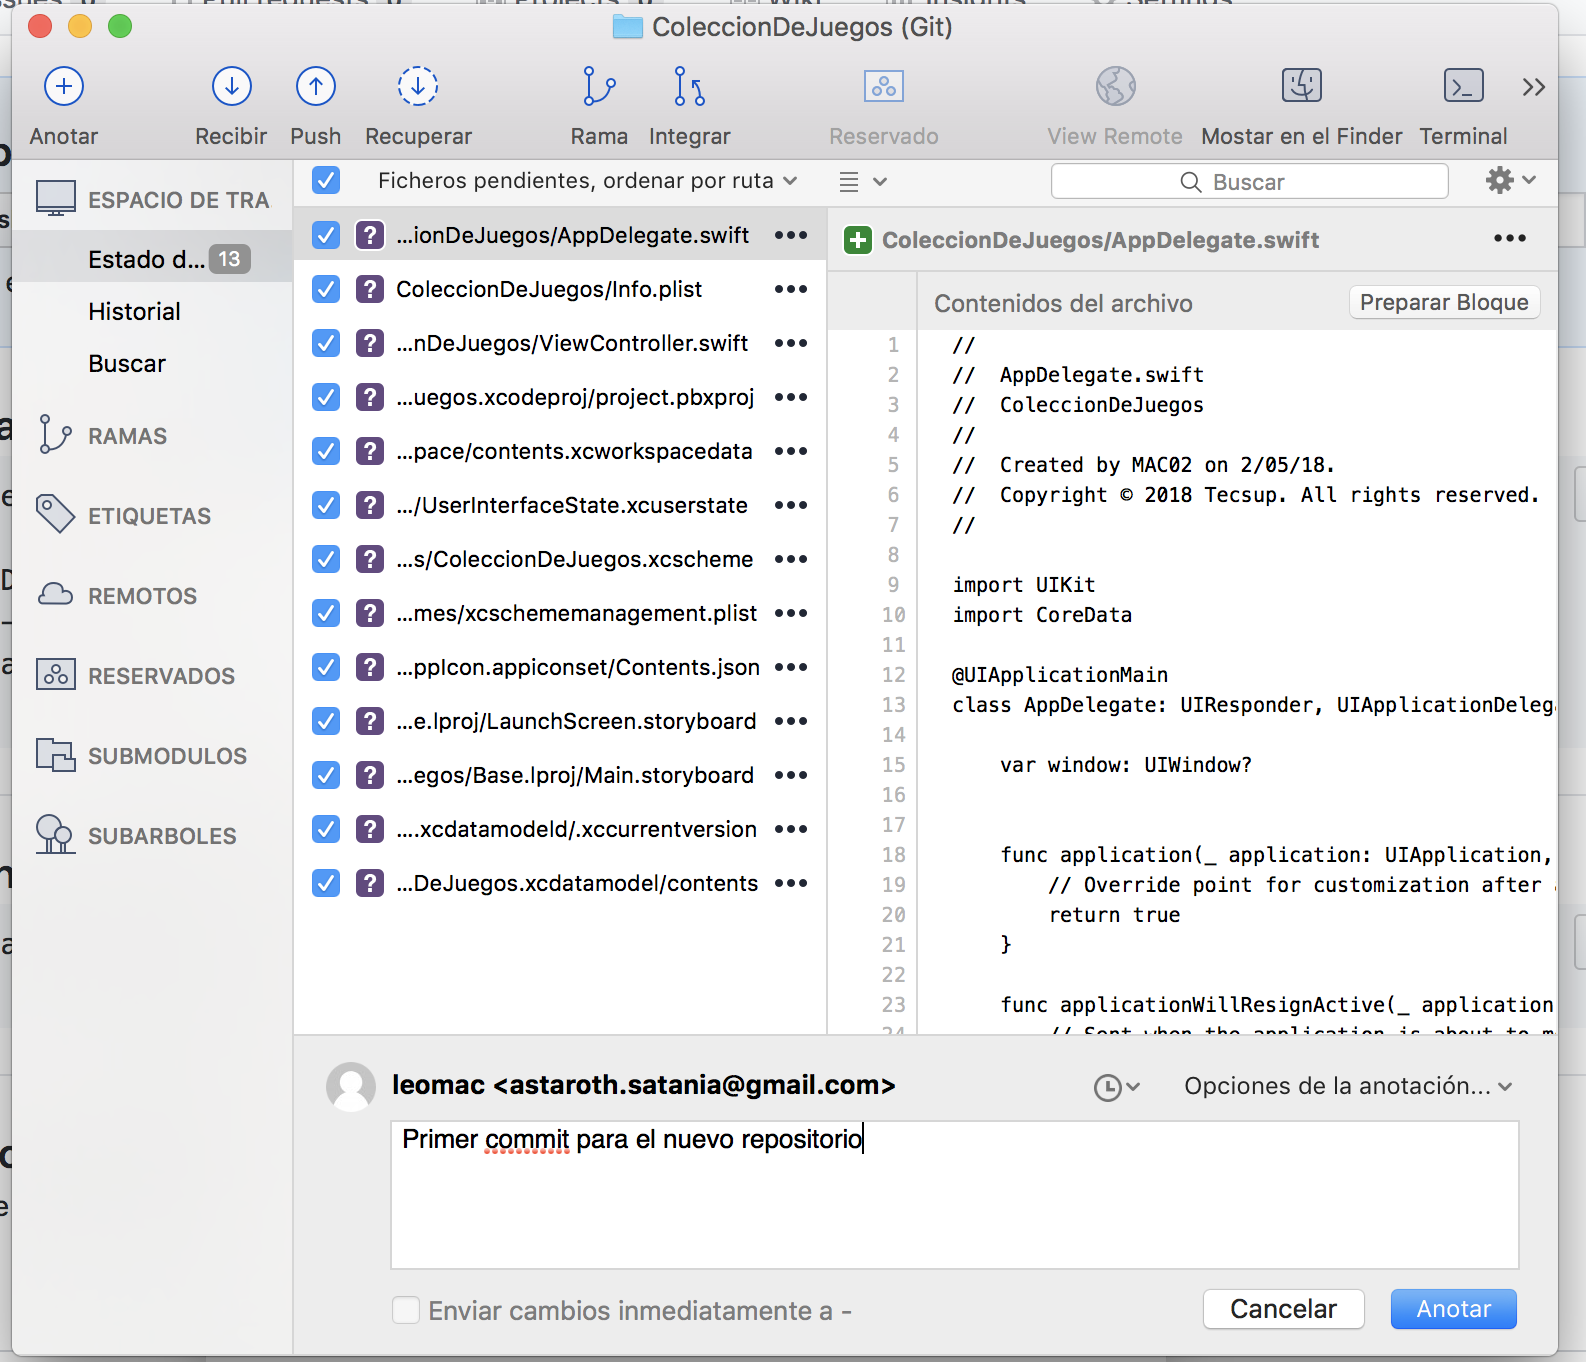 ColeccionDeJuegos (Git)
Anotar
Recibir
Push
Recuperar
Rama
Integrar
Reservado
View Remote
Mostar en el Finder
Terminal
ESPACIO DE TRA
Estado d... 13
Historial
Buscar
RAMAS
ETIQUETAS
REMOTOS
RESERVADOS
SUBMODULOS
SUBARBOLES
Ficheros pendientes, ordenar por ruta
Buscar
? ...ionDeJuegos/AppDelegate.swift •••
? ColeccionDeJuegos/Info.plist •••
? ...nDeJuegos/ViewController.swift •••
? ...uegos.xcodeproj/project.pbxproj •••
? ...pace/contents.xcworkspacedata •••
? .../UserInterfaceState.xcuserstate •••
? ...s/ColeccionDeJuegos.xcscheme •••
? ...mes/xcschememanagement.plist •••
? ...ppIcon.appiconset/Contents.json •••
? ...e.lproj/LaunchScreen.storyboard •••
? ...egos/Base.lproj/Main.storyboard •••
? ....xcdatamodeld/.xccurrentversion •••
? ...DeJuegos.xcdatamodel/contents •••
ColeccionDeJuegos/AppDelegate.swift •••
Contenidos del archivo
Preparar Bloque
1 //
2 //  AppDelegate.swift
3 //  ColeccionDeJuegos
4 //
5 //  Created by MAC02 on 2/05/18.
6 //  Copyright © 2018 Tecsup. All rights reserved.
7 //
8
9 import UIKit
10 import CoreData
11
12 @UIApplicationMain
13 class AppDelegate: UIResponder, UIApplicationDeleg
14
15 var window: UIWindow?
16
17
18 func application(_ application: UIApplication,
19 // Override point for customization after
20 return true
21 }
22
23 func applicationWillResignActive(_ application
24 // Sent when the application is about to m
leomac <astaroth.satania@gmail.com>
Opciones de la anotación...
Primer commit para el nuevo repositorio
Enviar cambios inmediatamente a -
Cancelar
Anotar